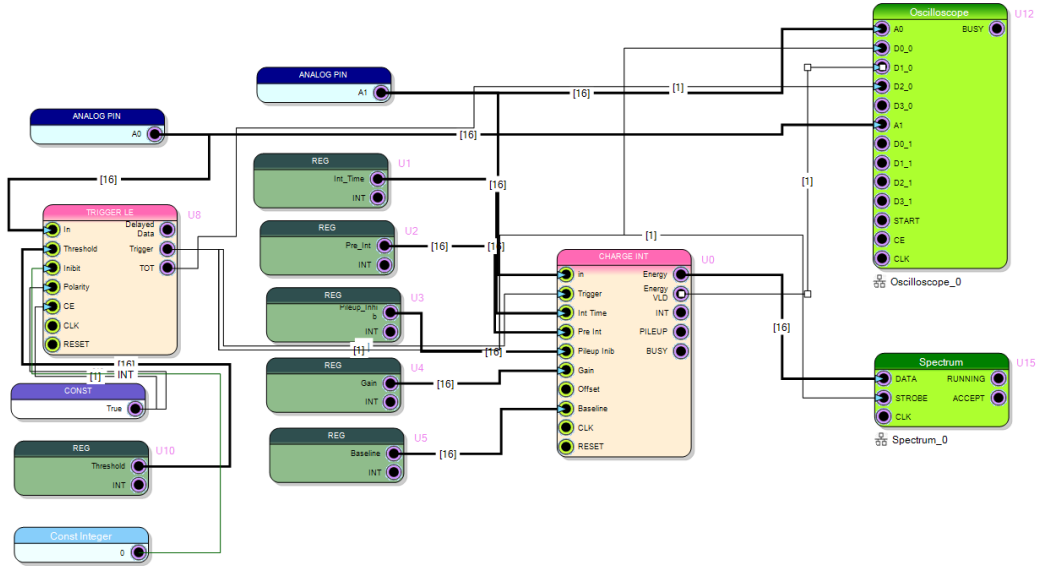 Oscilloscope
U12
A0
BUSY
D0_0
D1_0
D2_0
D3_0
A1
D0_1
D1_1
D2_1
D3_1
START
CE
CLK
Oscilloscope_0
ANALOG PIN
A1
[16]
[1]
ANALOG PIN
A0
[16]
[16]
REG
U1
Int_Time
INT
[16]
[1]
TRIGGER LE
U8
In
Delayed
Data
Threshold
Trigger
Inibit
TOT
Polarity
CE
CLK
RESET
REG
U2
Pre_Int
INT
[16]
[16]
[1]
CHARGE INT
U0
in
Energy
Trigger
Energy
VLD
Int Time
INT
Pre Int
PILEUP
Pileup Inib
BUSY
Gain
Offset
Baseline
CLK
RESET
REG
U3
Pileup_Inhi
b
INT
[1]
[16]
[16]
REG
U4
Gain
INT
[16]
[16]
[1]
INT
CONST
True
REG
U5
Baseline
INT
[16]
REG
U10
Threshold
INT
Const Integer
0
Spectrum
U15
DATA
RUNNING
STROBE
ACCEPT
CLK
Spectrum_0